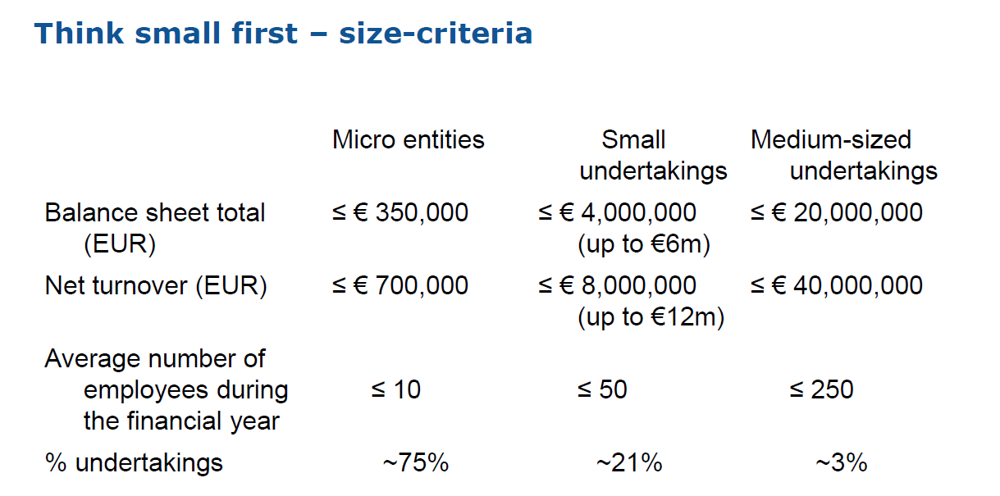 Think small first – size-criteria
Micro entities Small Medium-sized
undertakings undertakings
Balance sheet total ≤ € 350,000 ≤ € 4,000,000 ≤ € 20,000,000
(EUR) (up to €6m)
Net turnover (EUR) ≤ € 700,000 ≤ € 8,000,000 ≤ € 40,000,000
(up to €12m)
Average number of
employees during ≤ 10 ≤ 50 ≤ 250
the financial year
% undertakings ~75% ~21% ~3%